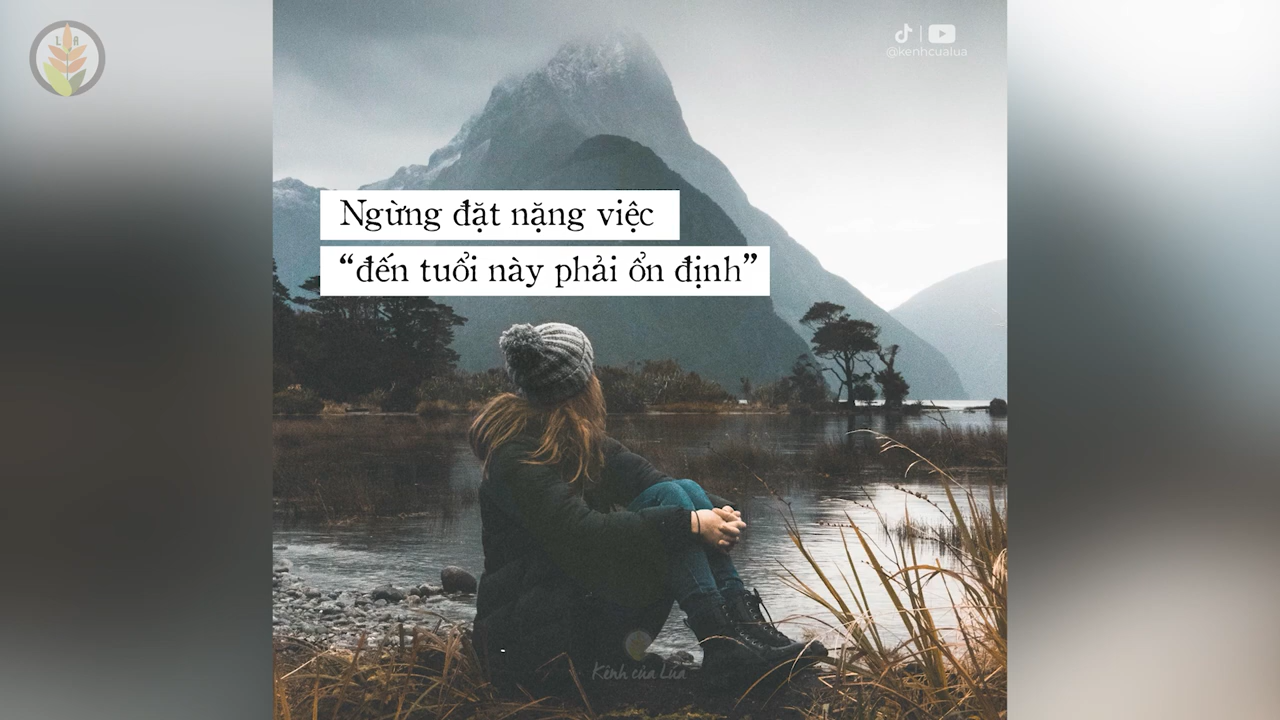 L A
@kenhcualua
Ngừng đặt nặng việc
“đến tuổi này phải ổn định”
Kênh của Lúa